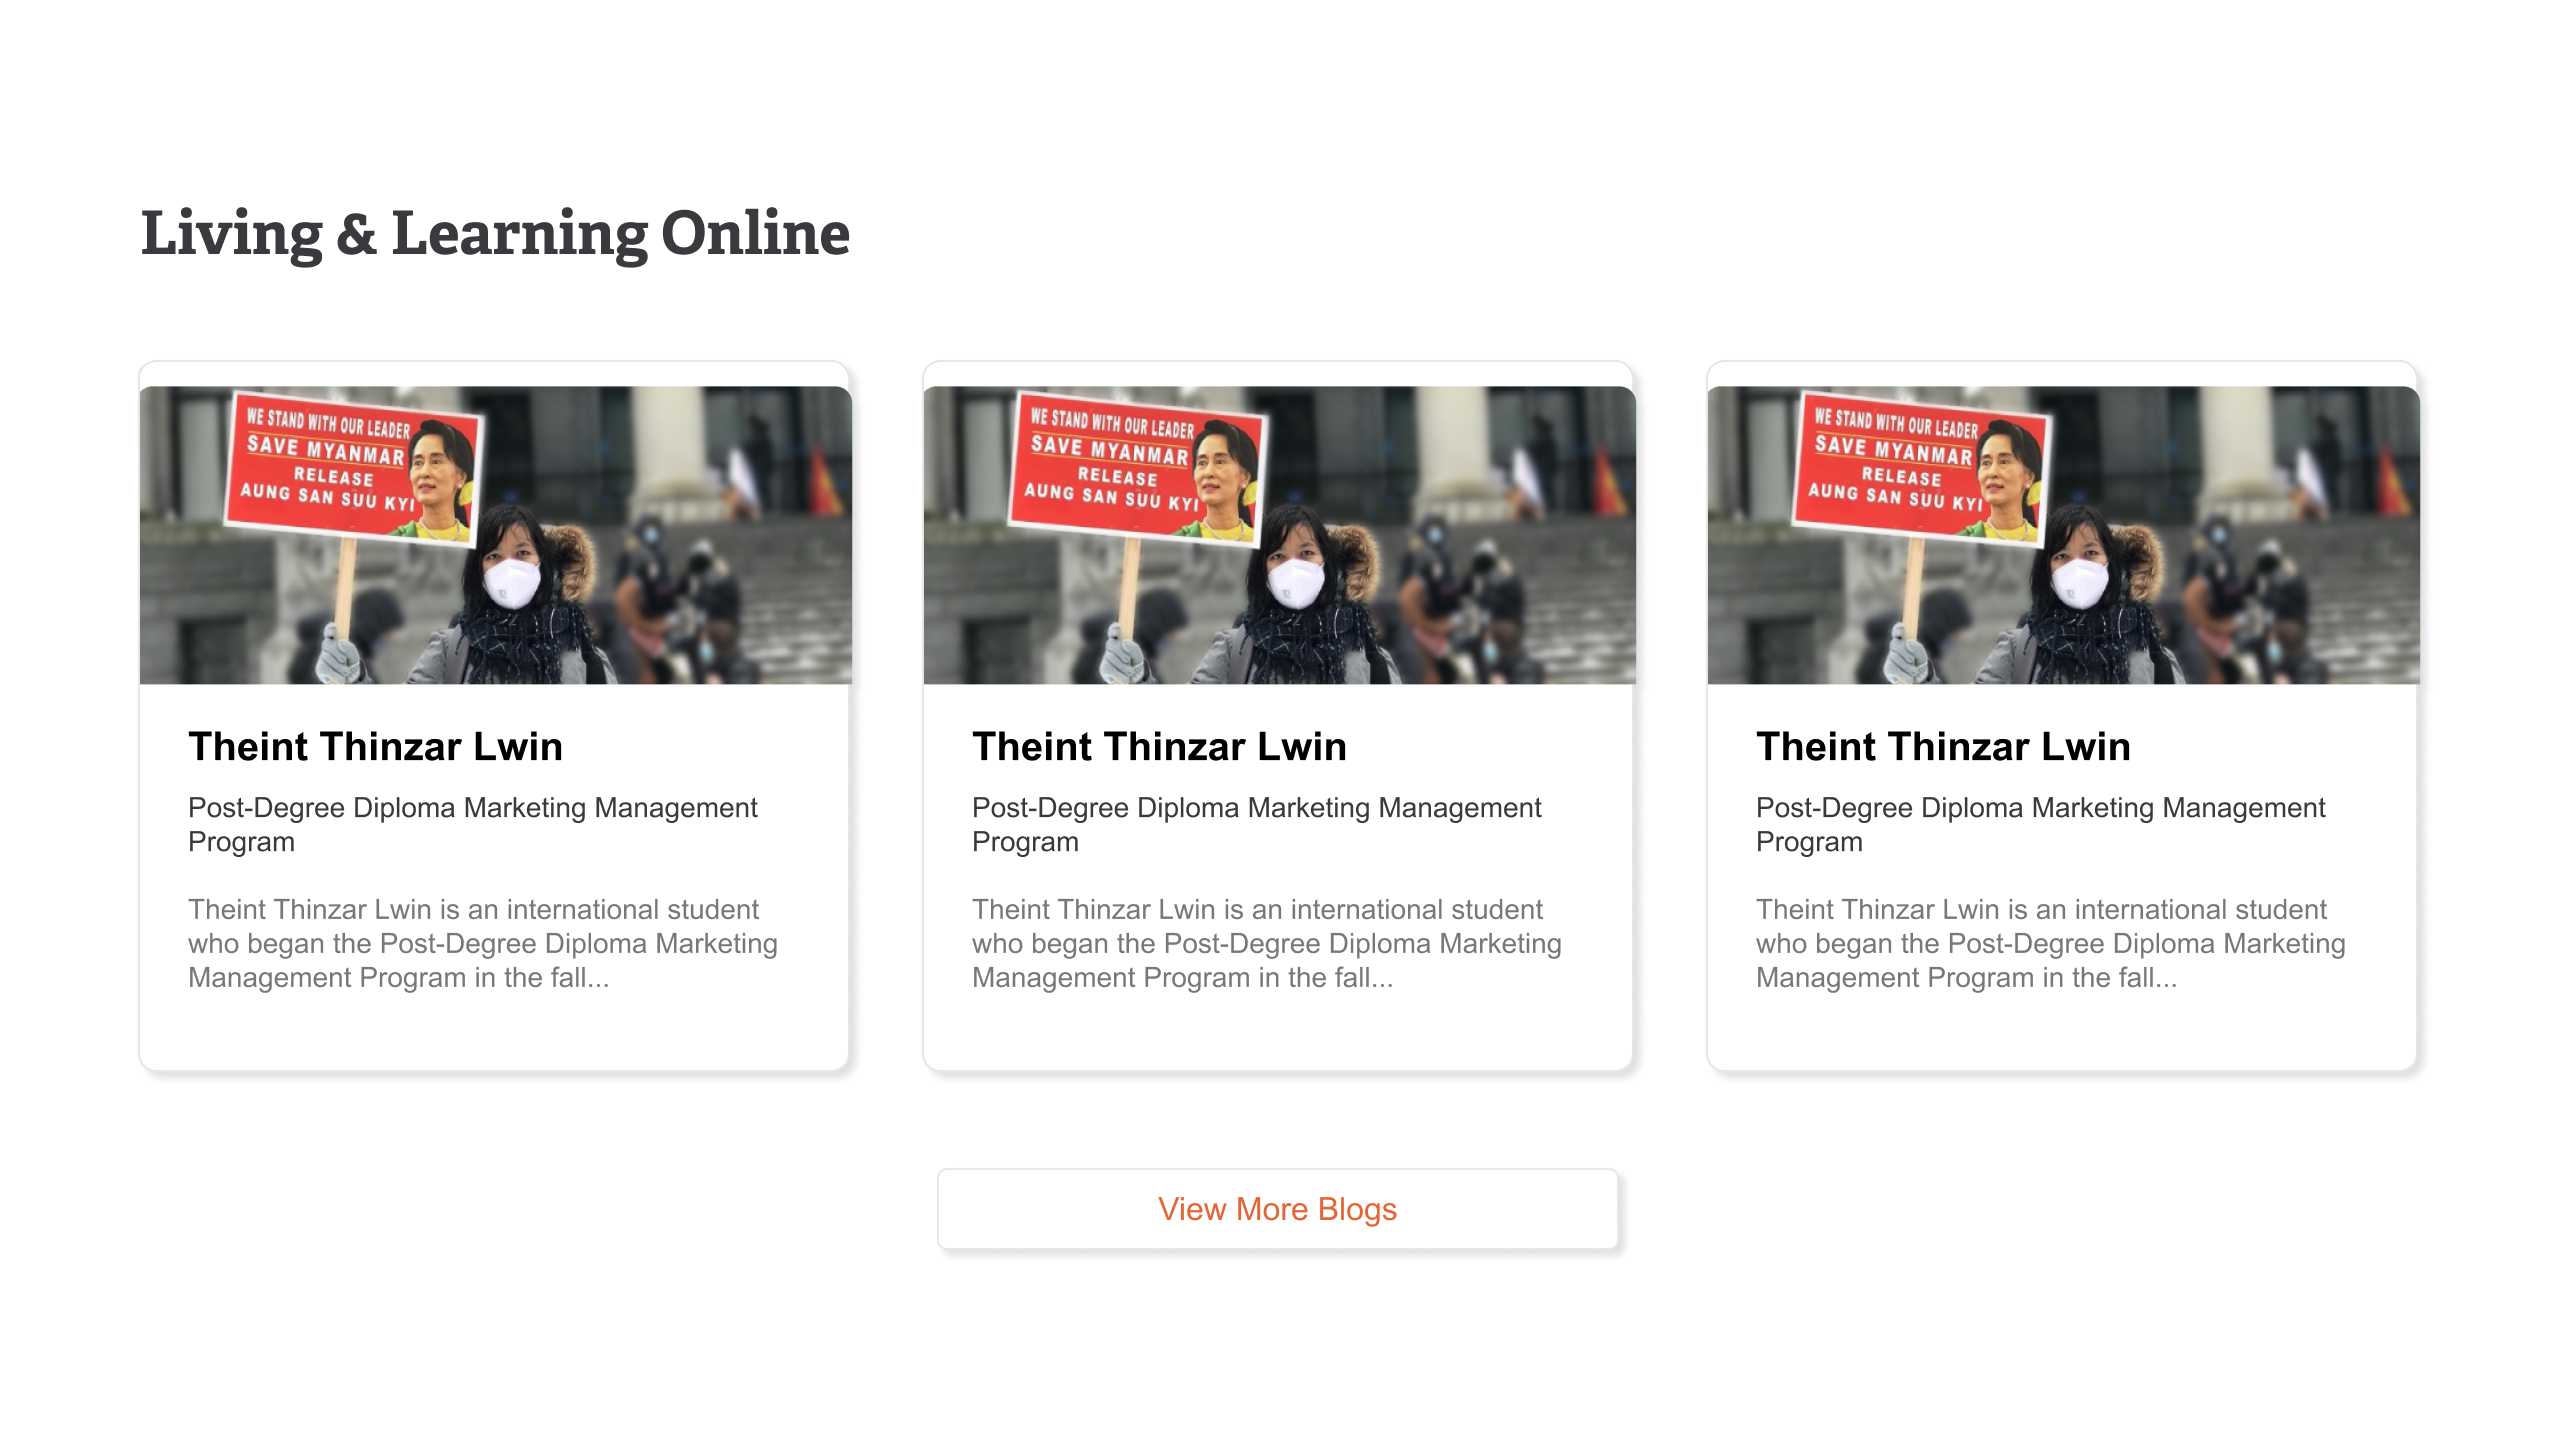 Living & Learning Online
WE STAND WITH OUR LEADER
SAVE MYANMAR
RELEASE
AUNG SAN SUU KYI
Theint Thinzar Lwin
Post-Degree Diploma Marketing Management
Program
Theint Thinzar Lwin is an international student
who began the Post-Degree Diploma Marketing
Management Program in the fall...
WE STAND WITH OUR LEADER
SAVE MYANMAR
RELEASE
AUNG SAN SUU KYI
Theint Thinzar Lwin
Post-Degree Diploma Marketing Management
Program
Theint Thinzar Lwin is an international student
who began the Post-Degree Diploma Marketing
Management Program in the fall...
WE STAND WITH OUR LEADER
SAVE MYANMAR
RELEASE
AUNG SAN SUU KYI
Theint Thinzar Lwin
Post-Degree Diploma Marketing Management
Program
Theint Thinzar Lwin is an international student
who began the Post-Degree Diploma Marketing
Management Program in the fall...
View More Blogs